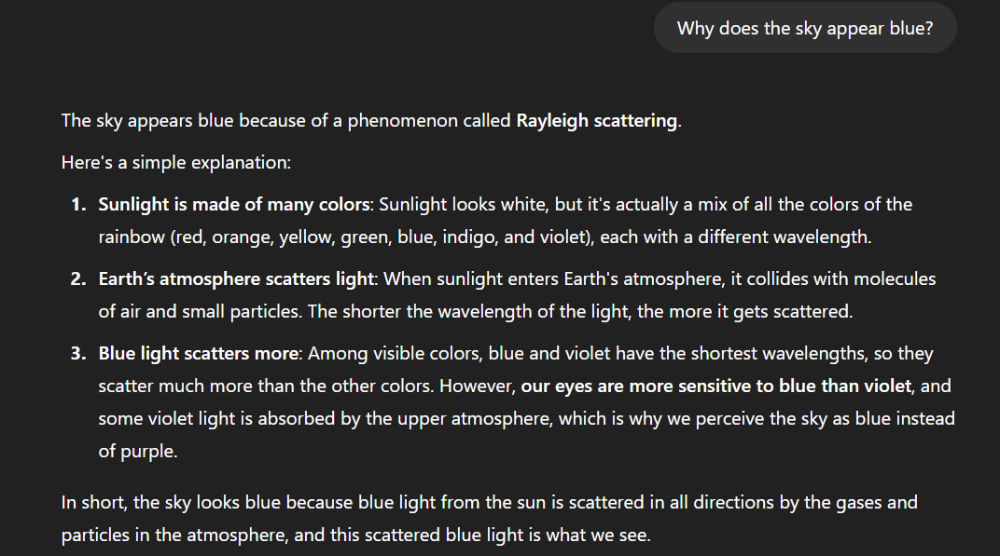 Why does the sky appear blue?
The sky appears blue because of a phenomenon called Rayleigh scattering.
Here's a simple explanation:
1. Sunlight is made of many colors: Sunlight looks white, but it's actually a mix of all the colors of the
rainbow (red, orange, yellow, green, blue, indigo, and violet), each with a different wavelength.
2. Earth’s atmosphere scatters light: When sunlight enters Earth's atmosphere, it collides with molecules
of air and small particles. The shorter the wavelength of the light, the more it gets scattered.
3. Blue light scatters more: Among visible colors, blue and violet have the shortest wavelengths, so they
scatter much more than the other colors. However, our eyes are more sensitive to blue than violet, and
some violet light is absorbed by the upper atmosphere, which is why we perceive the sky as blue instead
of purple.
In short, the sky looks blue because blue light from the sun is scattered in all directions by the gases and
particles in the atmosphere, and this scattered blue light is what we see.